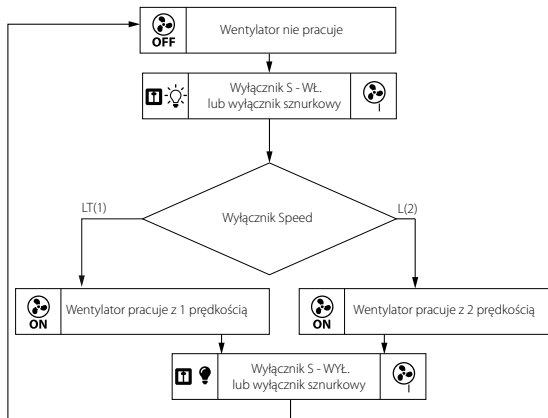 OFF
Wentylator nie pracuje
Wyłącznik S - WŁ.
lub wyłącznik sznurkowy
LT(1)
Wyłącznik Speed
L(2)
ON
Wentylator pracuje z 1 prędkością
ON
Wentylator pracuje z 2 prędkością
Wyłącznik S - WYŁ.
lub wyłącznik sznurkowy